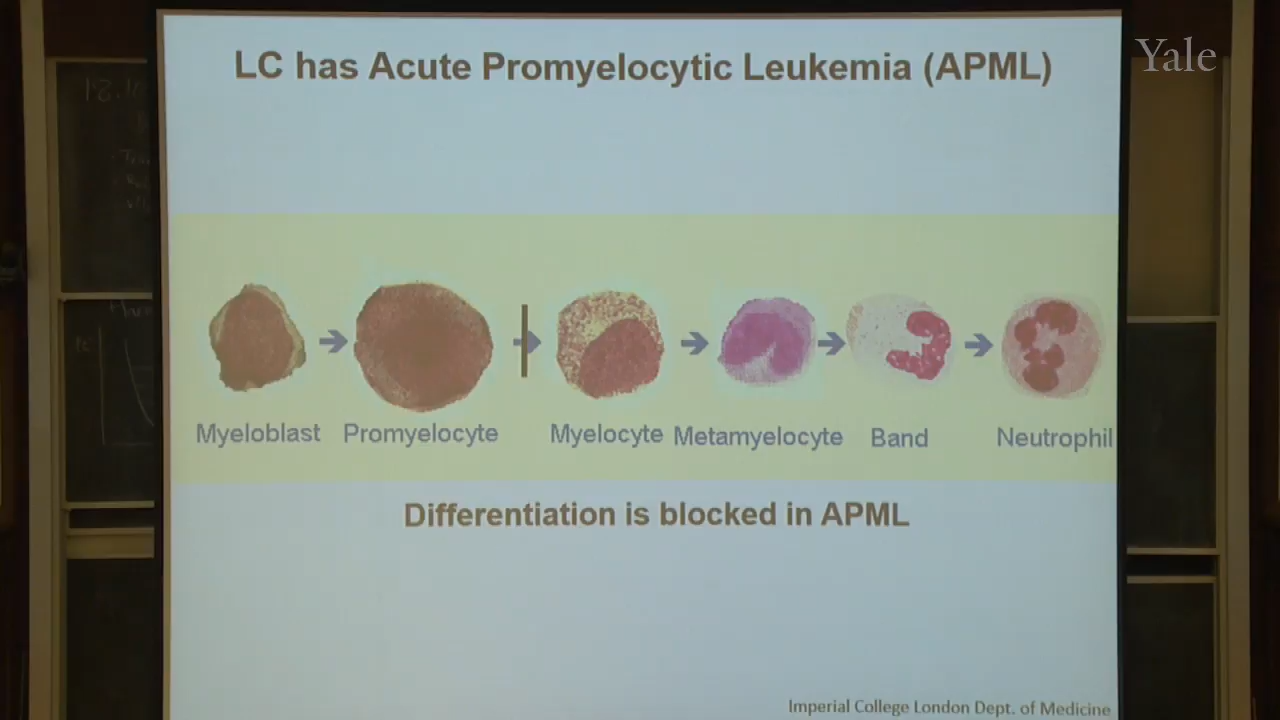 LC has Acute Promyelocytic Leukemia (APML)
Yale
Myeloblast Promyelocyte Myelocyte Metamyelocyte Band Neutrophil
Differentiation is blocked in APML
Imperial College London Dept. of Medicine